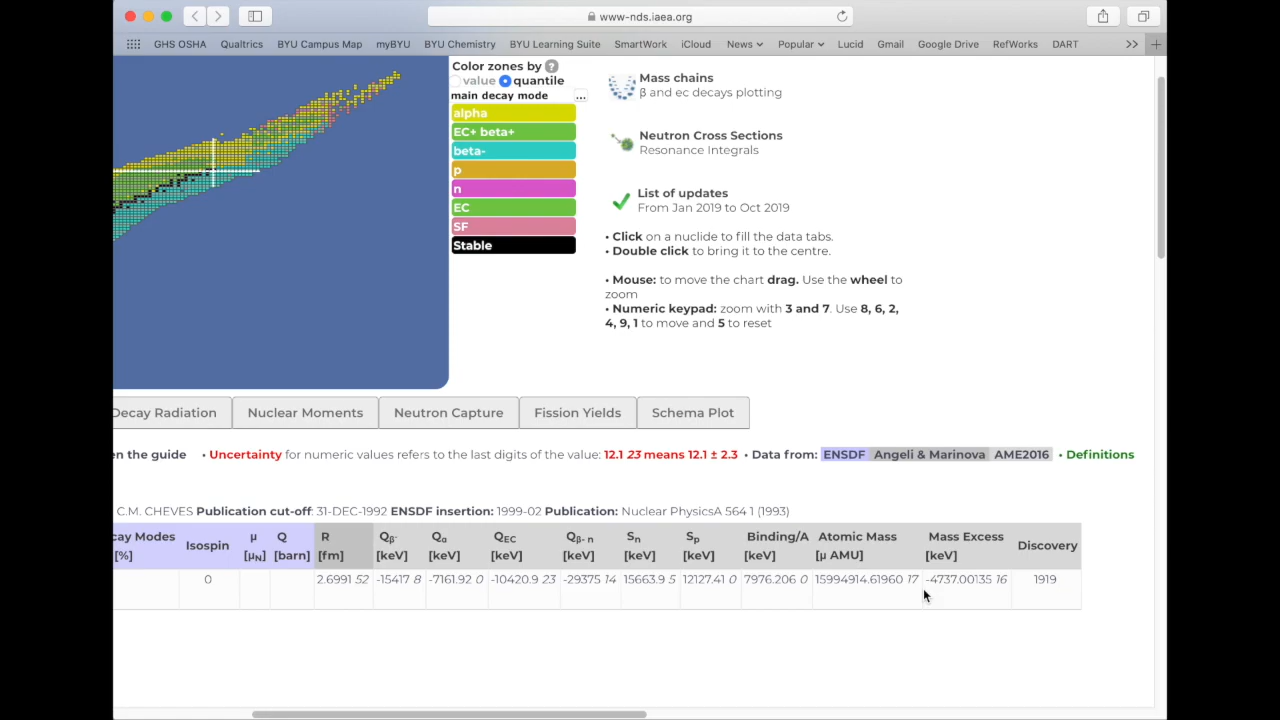 www-nds.iaea.org
GHS OSHA Qualtrics BYU Campus Map myBYU BYU Chemistry BYU Learning Suite SmartWork iCloud News Popular Lucid Gmail Google Drive RefWorks DART >> +
Color zones by ?
value quantile
main decay mode ...
alpha
EC+ beta+
beta-
p
n
EC
SF
Stable
Mass chains
β and ec decays plotting
Neutron Cross Sections
Resonance Integrals
List of updates
From Jan 2019 to Oct 2019
• Click on a nuclide to fill the data tabs.
• Double click to bring it to the centre.
• Mouse: to move the chart drag. Use the wheel to
zoom
• Numeric keypad: zoom with 3 and 7. Use 8, 6, 2,
4, 9, 1 to move and 5 to reset
Decay Radiation Nuclear Moments Neutron Capture Fission Yields Schema Plot
en the guide • Uncertainty for numeric values refers to the last digits of the value: 12.1 23 means 12.1 ± 2.3 • Data from: ENSDF Angeli & Marinova AME2016 • Definitions
C.M. CHEVES Publication cut-off: 31-DEC-1992 ENSDF insertion: 1999-02 Publication: Nuclear PhysicsA 564 1 (1993)
cay Modes [%] Isospin μ [μN] Q [barn] R [fm] Qβ- [keV] Qα [keV] QEC [keV] Qβ- n [keV] Sn [keV] Sp [keV] Binding/A [keV] Atomic Mass [μ AMU] Mass Excess [keV] Discovery
0 2.6991 52 -15417 8 -7161.92 0 -10420.9 23 -29375 14 15663.9 5 12127.41 0 7976.206 0 15994914.61960 17 -4737.00135 16 1919